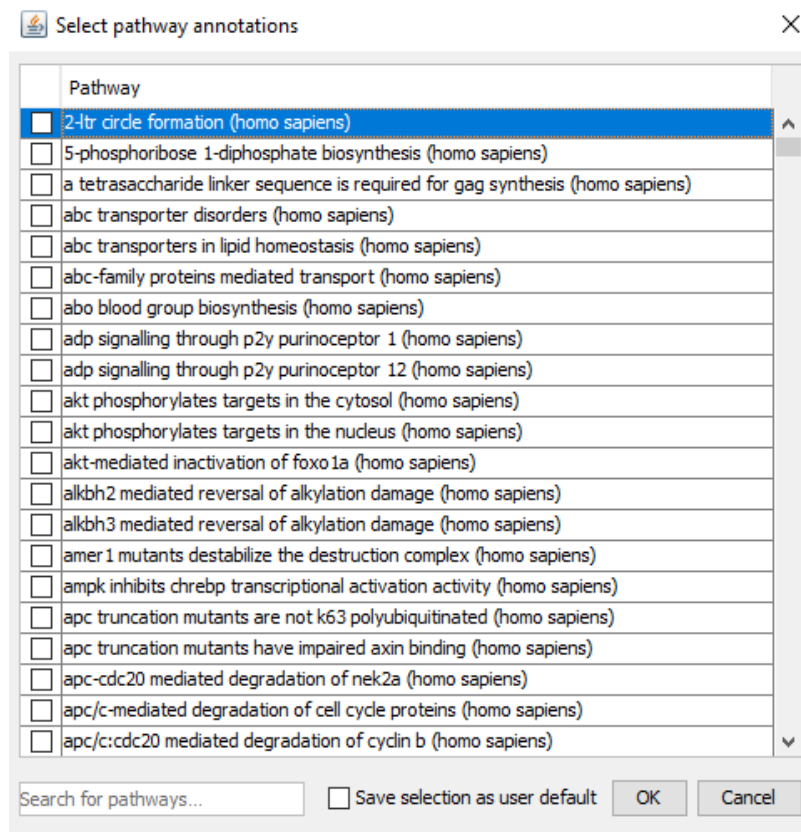 Select pathway annotations
Pathway
2-ltr circle formation (homo sapiens)
5-phosphoribose 1-diphosphate biosynthesis (homo sapiens)
a tetrasaccharide linker sequence is required for gag synthesis (homo sapiens)
abc transporter disorders (homo sapiens)
abc transporters in lipid homeostasis (homo sapiens)
abc-family proteins mediated transport (homo sapiens)
abo blood group biosynthesis (homo sapiens)
adp signalling through p2y purinoceptor 1 (homo sapiens)
adp signalling through p2y purinoceptor 12 (homo sapiens)
akt phosphorylates targets in the cytosol (homo sapiens)
akt phosphorylates targets in the nucleus (homo sapiens)
akt-mediated inactivation of foxo1a (homo sapiens)
alkbh2 mediated reversal of alkylation damage (homo sapiens)
alkbh3 mediated reversal of alkylation damage (homo sapiens)
amer1 mutants destabilize the destruction complex (homo sapiens)
ampk inhibits chrebp transcriptional activation activity (homo sapiens)
apc truncation mutants are not k63 polyubiquitinated (homo sapiens)
apc truncation mutants have impaired axin binding (homo sapiens)
apc-cdc20 mediated degradation of nek2a (homo sapiens)
apc/c-mediated degradation of cell cycle proteins (homo sapiens)
apc/c:cdc20 mediated degradation of cyclin b (homo sapiens)
Search for pathways... Save selection as user default OK Cancel